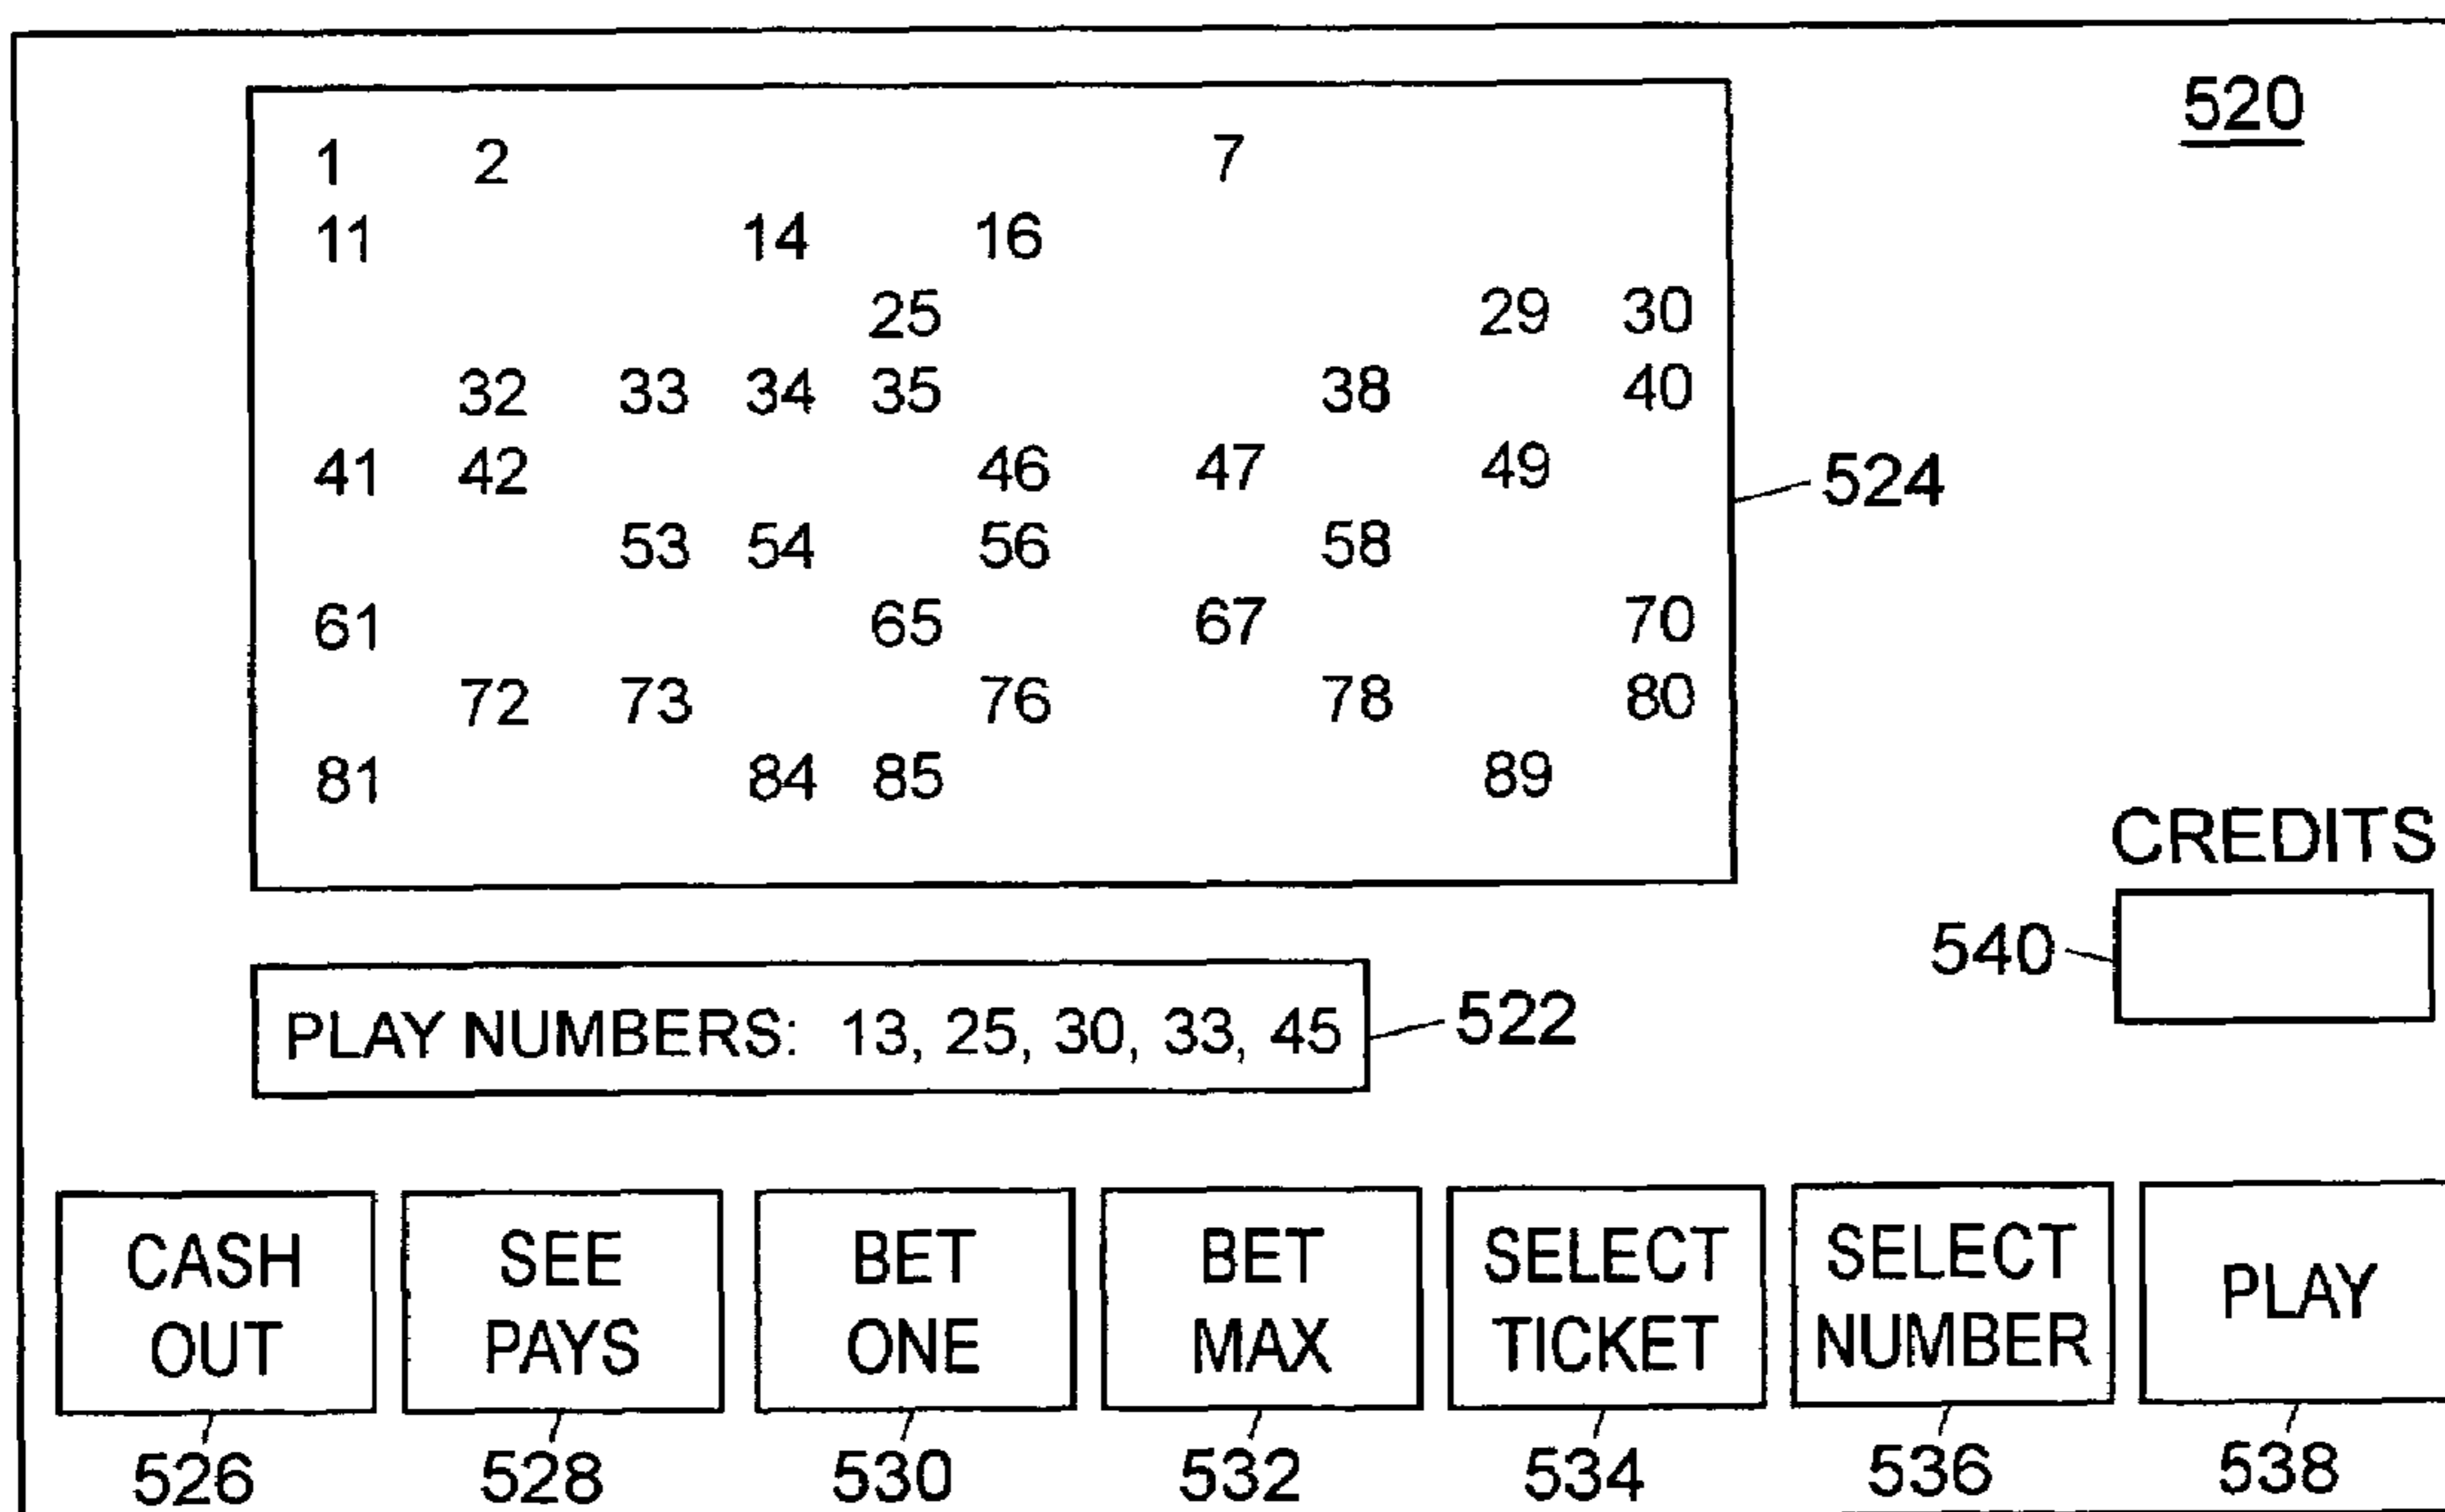 520
1 2 7
11 14 16
25 29 30
32 33 34 35 38 40
41 42 46 47 49
524
53 54 56 58
61 65 67 70
72 73 76 78 80
81 84 85 89
CREDITS
540
PLAY NUMBERS: 13, 25, 30, 33, 45
522
CASH
OUT
SEE
PAYS
BET
ONE
BET
MAX
SELECT
TICKET
SELECT
NUMBER
PLAY
526 528 530 532 534 536 538